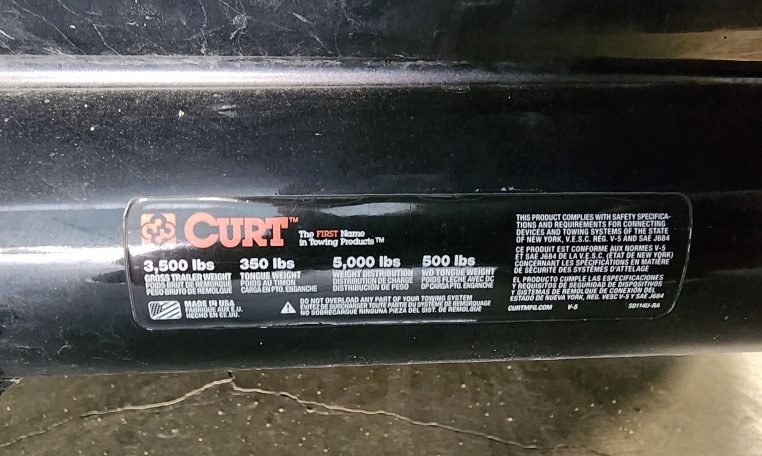 CURT™
The FIRST Name
in Towing Products™
3,500 lbs
GROSS TRAILER WEIGHT
POIDS BRUT DE REMORQUE
PESO BRUTO DE REMOLQUE
350 lbs
TONGUE WEIGHT
POIDS AU TIMON
CARGA EN PTO. ENGANCHE
5,000 lbs
WEIGHT DISTRIBUTION
DISTRIBUTION DE CHARGE
DISTRIBUCIÓN DE PESO
500 lbs
WD TONGUE WEIGHT
POIDS FLÈCHE AVEC DC
DP CARGA PTO. ENGANCHE
MADE IN USA
FABRIQUÉ AUX É.U.
HECHO EN EE.UU.
DO NOT OVERLOAD ANY PART OF YOUR TOWING SYSTEM
ÉVITEZ DE SURCHARGER TOUTE PARTIE DU SYSTÈME DE REMORQUAGE
NO SOBRECARGUE NINGUNA PIEZA DEL SIST. DE REMOLQUE
THIS PRODUCT COMPLIES WITH SAFETY SPECIFICA-
TIONS AND REQUIREMENTS FOR CONNECTING
DEVICES AND TOWING SYSTEMS OF THE STATE
OF NEW YORK, V.E.S.C. REG. V-5 AND SAE J684
CE PRODUIT EST CONFORME AUX NORMES V-5
ET SAE J684 DE LA V.E.S.C. (ÉTAT DE NEW YORK)
CONCERNANT LES SPÉCIFICATIONS EN MATIÈRE
DE SÉCURITÉ DES SYSTÈMES D'ATTELAGE
EL PRODUCTO CUMPLE LAS ESPECIFICACIONES
Y REQUISITOS DE SEGURIDAD DE DISPOSITIVOS
Y SISTEMAS DE REMOLQUE DE CONEXIÓN DEL
ESTADO DE NUEVA YORK, REG. VESC V-5 Y SAE J684
CURTMFG.COM V-5 S0114U-RA